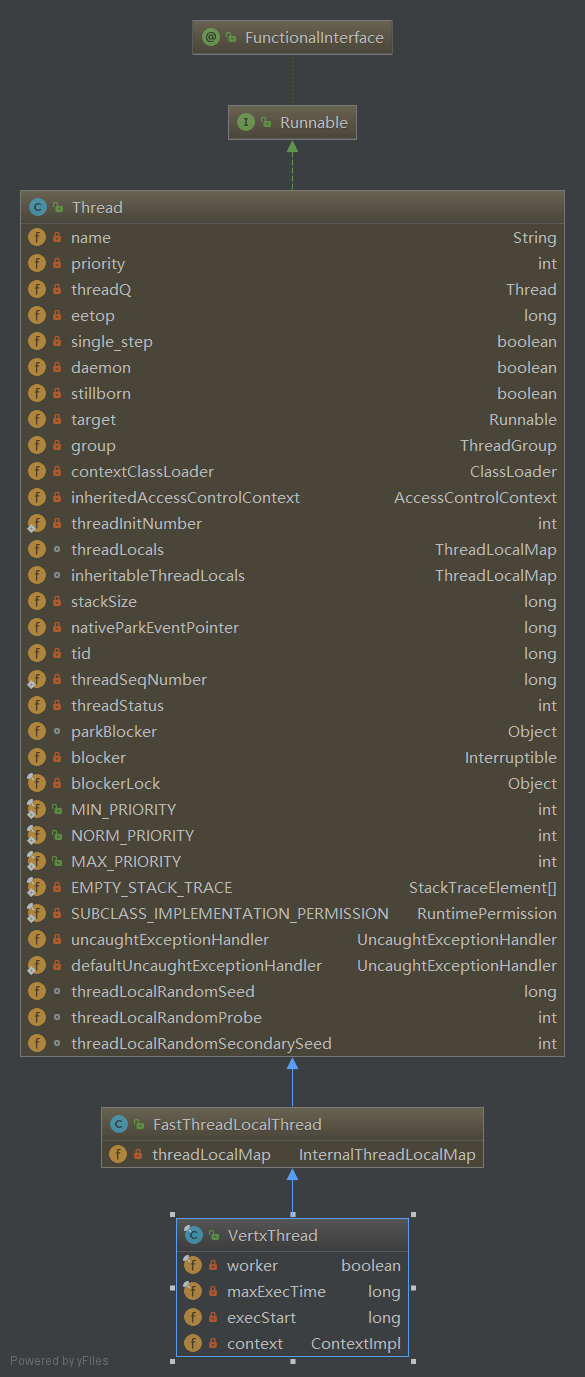 FunctionalInterface
Runnable
Thread
name String
priority int
threadQ Thread
eetop long
single_step boolean
daemon boolean
stillborn boolean
target Runnable
group ThreadGroup
contextClassLoader ClassLoader
inheritedAccessControlContext AccessControlContext
threadInitNumber int
threadLocals ThreadLocalMap
inheritableThreadLocals ThreadLocalMap
stackSize long
nativeParkEventPointer long
tid long
threadSeqNumber long
threadStatus int
parkBlocker Object
blocker Interruptible
blockerLock Object
MIN_PRIORITY int
NORM_PRIORITY int
MAX_PRIORITY int
EMPTY_STACK_TRACE StackTraceElement[]
SUBCLASS_IMPLEMENTATION_PERMISSION RuntimePermission
uncaughtExceptionHandler UncaughtExceptionHandler
defaultUncaughtExceptionHandler UncaughtExceptionHandler
threadLocalRandomSeed long
threadLocalRandomProbe int
threadLocalRandomSecondarySeed int
FastThreadLocalThread
threadLocalMap InternalThreadLocalMap
VertxThread
worker boolean
maxExecTime long
execStart long
context ContextImpl
Powered by yFiles